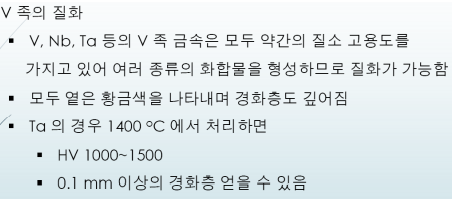 V 족의 질화
▪ V, Nb, Ta 등의 V 족 금속은 모두 약간의 질소 고용도를
가지고 있어 여러 종류의 화합물을 형성하므로 질화가 가능함
▪ 모두 옅은 황금색을 나타내며 경화층도 깊어짐
▪ Ta 의 경우 1400 ºC 에서 처리하면
▪ HV 1000~1500
▪ 0.1 mm 이상의 경화층 얻을 수 있음